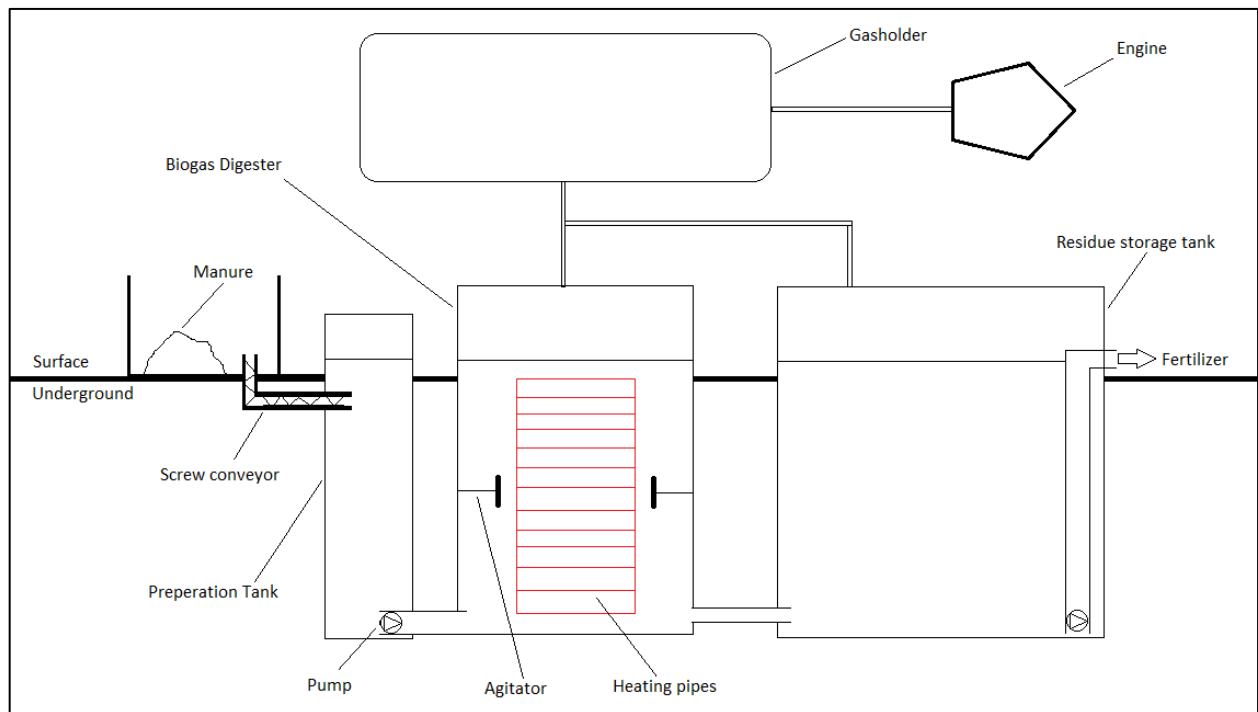 Gasholder
Engine
Biogas Digester
Residue storage tank
Manure
Surface
Fertilizer
Underground
Screw conveyor
Preperation Tank
Pump
Agitator
Heating pipes